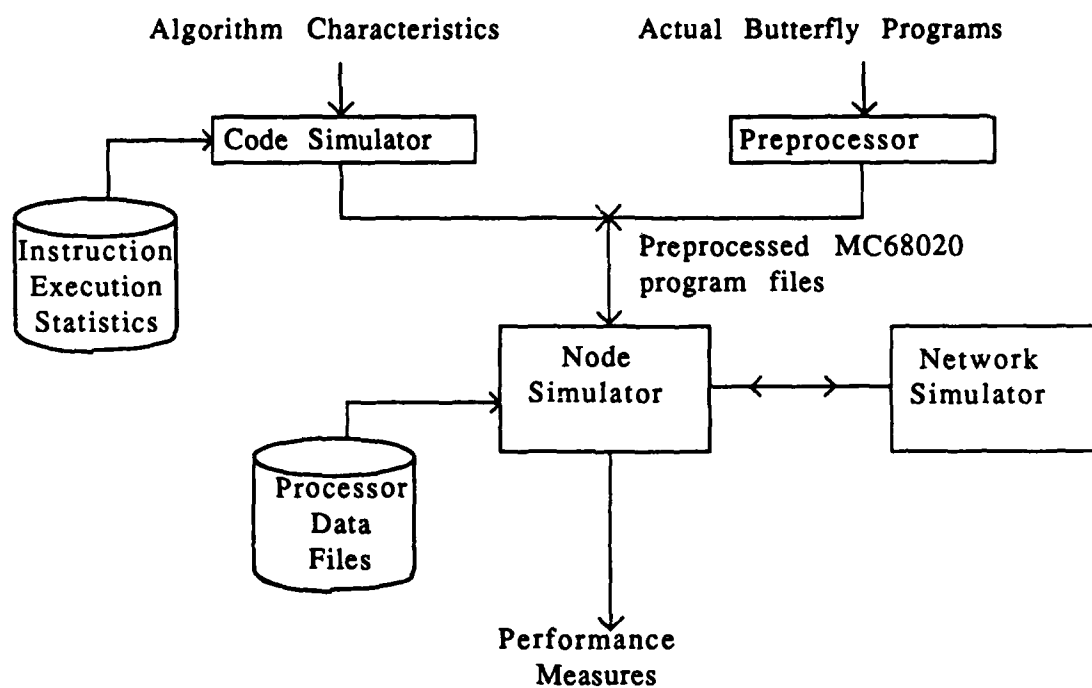 Algorithm Characteristics
Actual Butterfly Programs
Code Simulator
Preprocessor
Instruction
Execution
Statistics
Preprocessed MC68020
program files
Node
Simulator
Network
Simulator
Processor
Data
Files
Performance
Measures